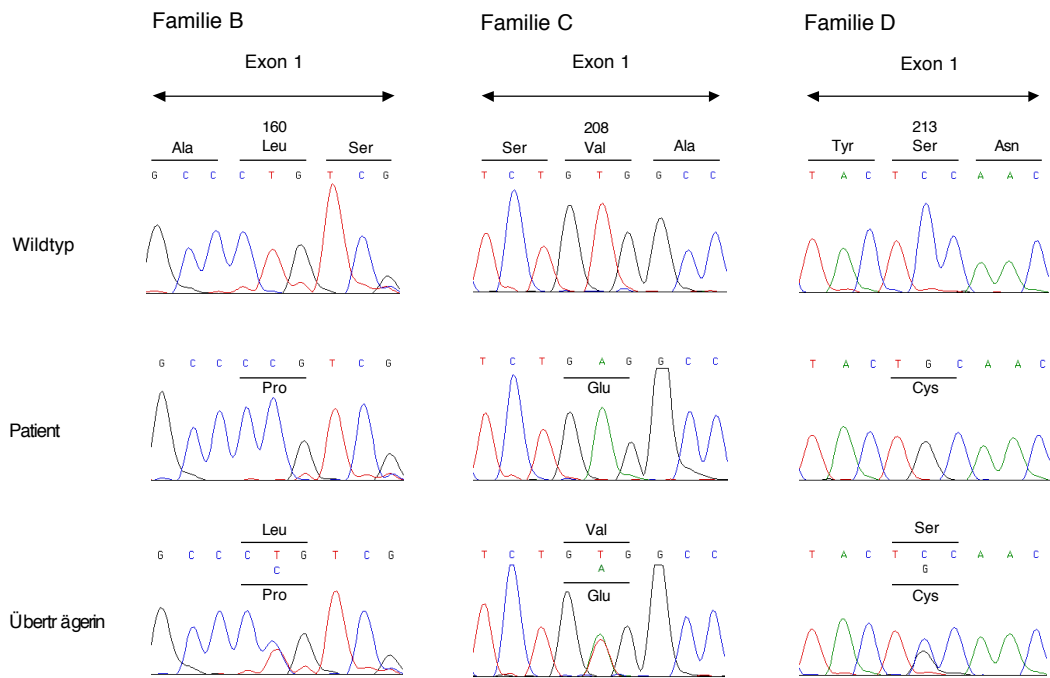 Familie B Familie C Familie D
Exon 1 Exon 1 Exon 1
160 208 213
Ala Leu Ser Ser Val Ala Tyr Ser Asn
G C C C T G T C G T C T G T G G C C T A C T C C A A C
Wildtyp
G C C C C G T C G T C T G A G G C C T A C T G C A A C
Pro Glu Cys
Patient
Leu Val Ser
G C C C T G T C G T C T G T G G C C T A C T C C A A C
C A G
Pro Glu Cys
Überträgerin